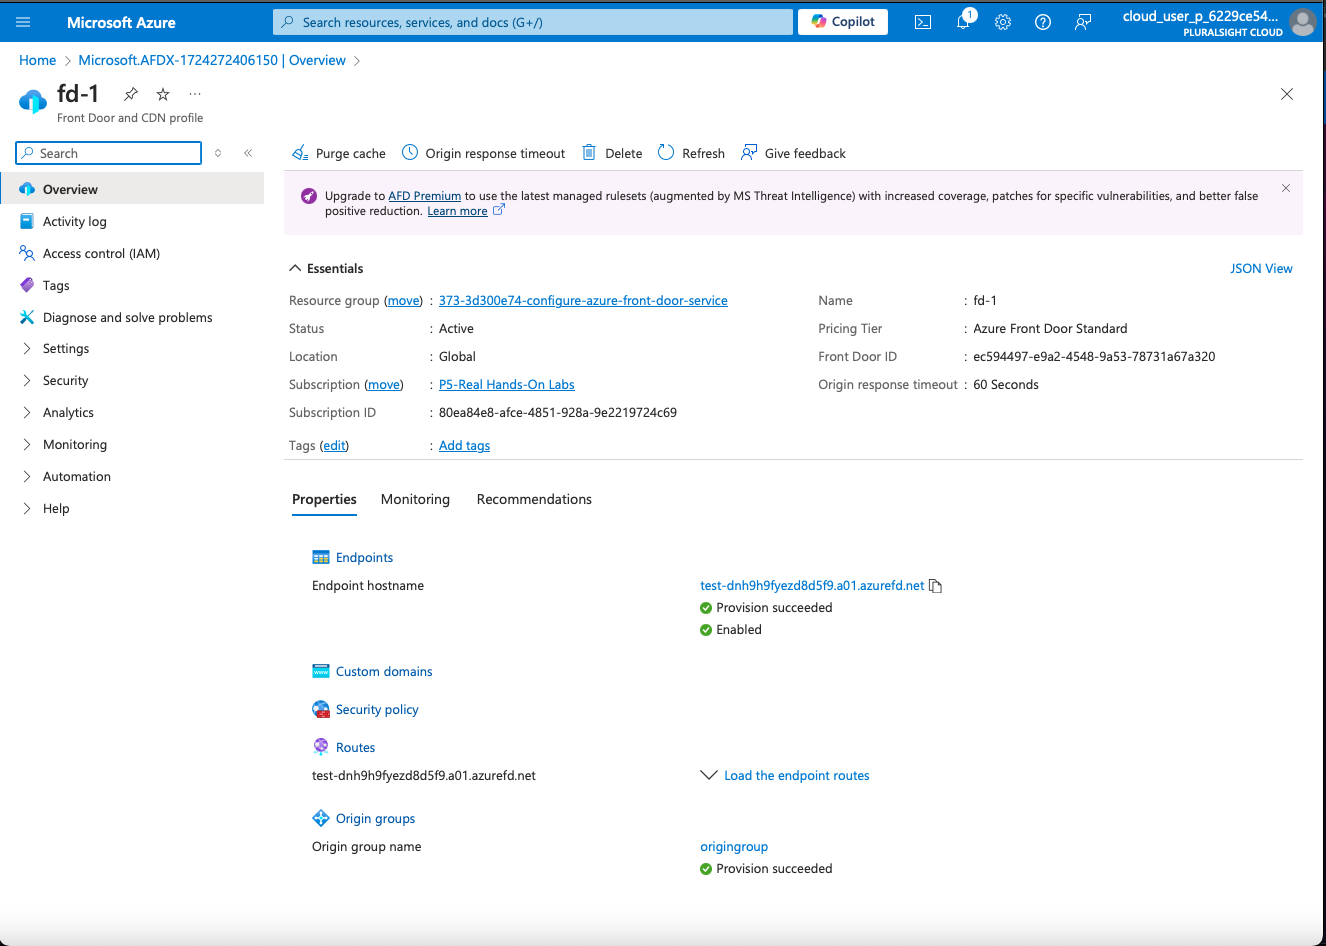 Microsoft Azure
Search resources, services, and docs (G+/)
Copilot
1
cloud_user_p_6229ce54...
PLURALSIGHT CLOUD
Home > Microsoft.AFDX-1724272406150 | Overview >
fd-1
...
Front Door and CDN profile
Search
Purge cache
Origin response timeout
Delete
Refresh
Give feedback
Overview
Activity log
Access control (IAM)
Tags
Diagnose and solve problems
Settings
Security
Analytics
Monitoring
Automation
Help
Upgrade to AFD Premium to use the latest managed rulesets (augmented by MS Threat Intelligence) with increased coverage, patches for specific vulnerabilities, and better false
positive reduction. Learn more
Essentials
JSON View
Resource group (move) : 373-3d300e74-configure-azure-front-door-service
Status : Active
Location : Global
Subscription (move) : P5-Real Hands-On Labs
Subscription ID : 80ea84e8-afce-4851-928a-9e2219724c69
Tags (edit) : Add tags
Name : fd-1
Pricing Tier : Azure Front Door Standard
Front Door ID : ec594497-e9a2-4548-9a53-78731a67a320
Origin response timeout : 60 Seconds
Properties
Monitoring
Recommendations
Endpoints
Endpoint hostname
test-dnh9h9fyezd8d5f9.a01.azurefd.net
Provision succeeded
Enabled
Custom domains
Security policy
Routes
test-dnh9h9fyezd8d5f9.a01.azurefd.net
Load the endpoint routes
Origin groups
Origin group name
origingroup
Provision succeeded